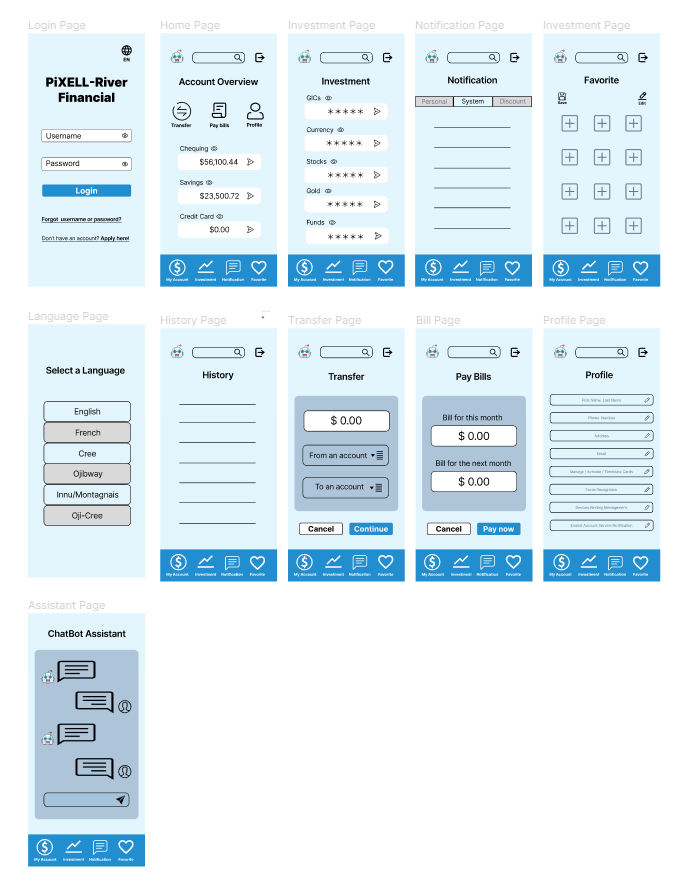 Login Page
EN
PiXELL-River
Financial
Username
Password
Login
Forgot username or password?
Don't have an account? Apply here!
Home Page
Account Overview
Transfer
Pay bills
Profile
Chequing
$56,100.44
Savings
$23,500.72
Credit Card
$0.00
My Account
Investment
Notification
Favorite
Investment Page
Investment
GICs
*****
Currency
*****
Stocks
*****
Gold
*****
Funds
*****
My Account
Investment
Notification
Favorite
Notification Page
Notification
Personal
System
Discount
My Account
Investment
Notification
Favorite
Investment Page
Favorite
Save
Edit
My Account
Investment
Notification
Favorite
Language Page
Select a Language
English
French
Cree
Ojibway
Innu/Montagnais
Oji-Cree
History Page
...
History
My Account
Investment
Notification
Favorite
Transfer Page
Transfer
$ 0.00
From an account
To an account
Cancel
Continue
My Account
Investment
Notification
Favorite
Bill Page
Pay Bills
Bill for this month
$ 0.00
Bill for the next month
$ 0.00
Cancel
Pay now
My Account
Investment
Notification
Favorite
Profile Page
Profile
First Name, Last Name
Phone Number
Address
Email
Manage / Activate / Terminate Cards
Facial Recognition
Devices Binding Management
Enable Account Service Notification
My Account
Investment
Notification
Favorite
Assistant Page
ChatBot Assistant
My Account
Investment
Notification
Favorite